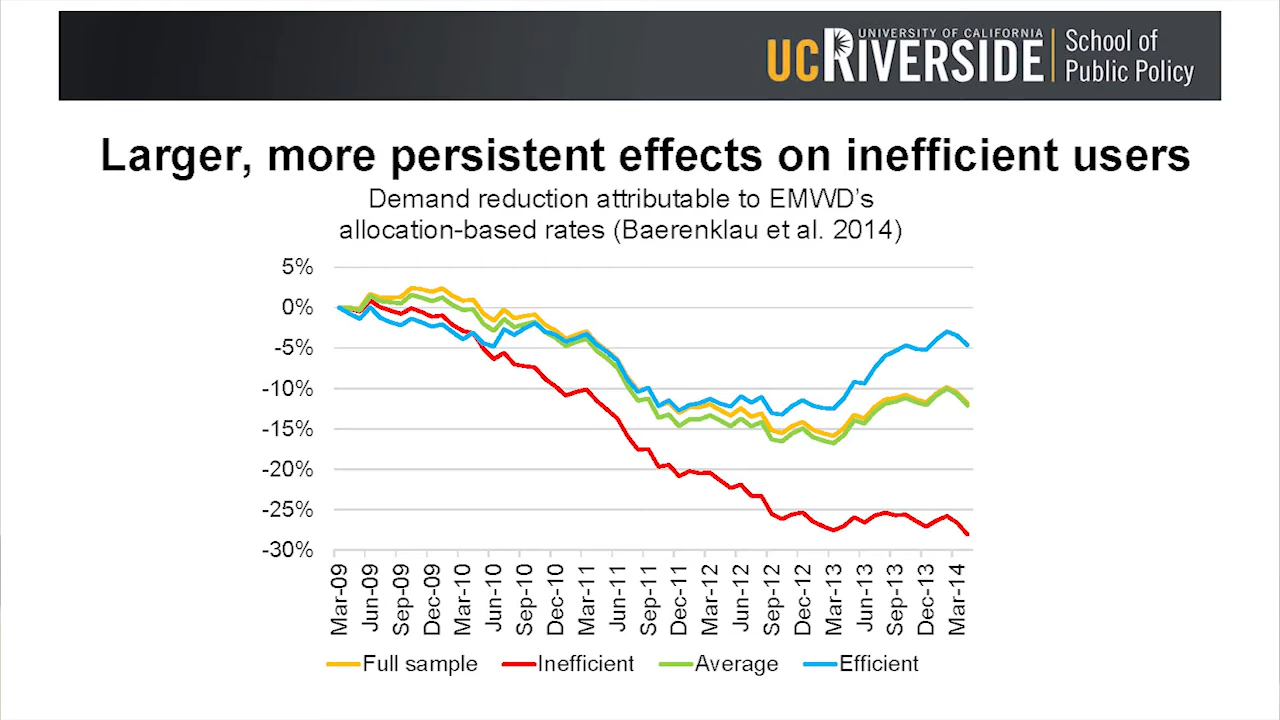 UNIVERSITY OF CALIFORNIA
UCRIVERSIDE
School of
Public Policy
Larger, more persistent effects on inefficient users
Demand reduction attributable to EMWD's
allocation-based rates (Baerenklau et al. 2014)
5%
0%
-5%
-10%
-15%
-20%
-25%
-30%
Mar-09
Jun-09
Sep-09
Dec-09
Mar-10
Jun-10
Sep-10
Dec-10
Mar-11
Jun-11
Sep-11
Dec-11
Mar-12
Jun-12
Sep-12
Dec-12
Mar-13
Jun-13
Sep-13
Dec-13
Mar-14
Full sample
Inefficient
Average
Efficient